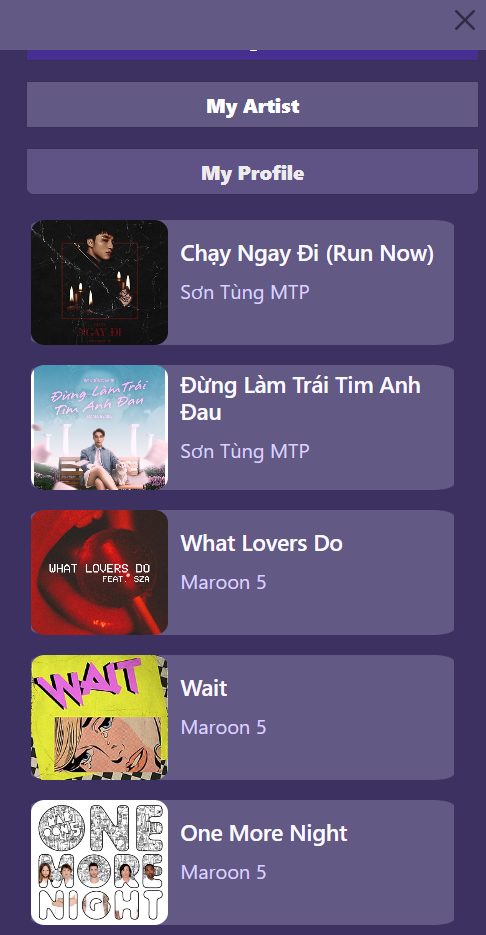 My Artist
My Profile
NGAY ĐI
Chạy Ngay Đi (Run Now)
Sơn Tùng MTP
Đừng Làm Trái
Tim Anh Đau
Đừng Làm Trái Tim Anh
Đau
Sơn Tùng MTP
WHAT LOVERS DO
FEAT. SZA
What Lovers Do
Maroon 5
WAIT
Wait
Maroon 5
ONE
MORE
NIGHT
One More Night
Maroon 5